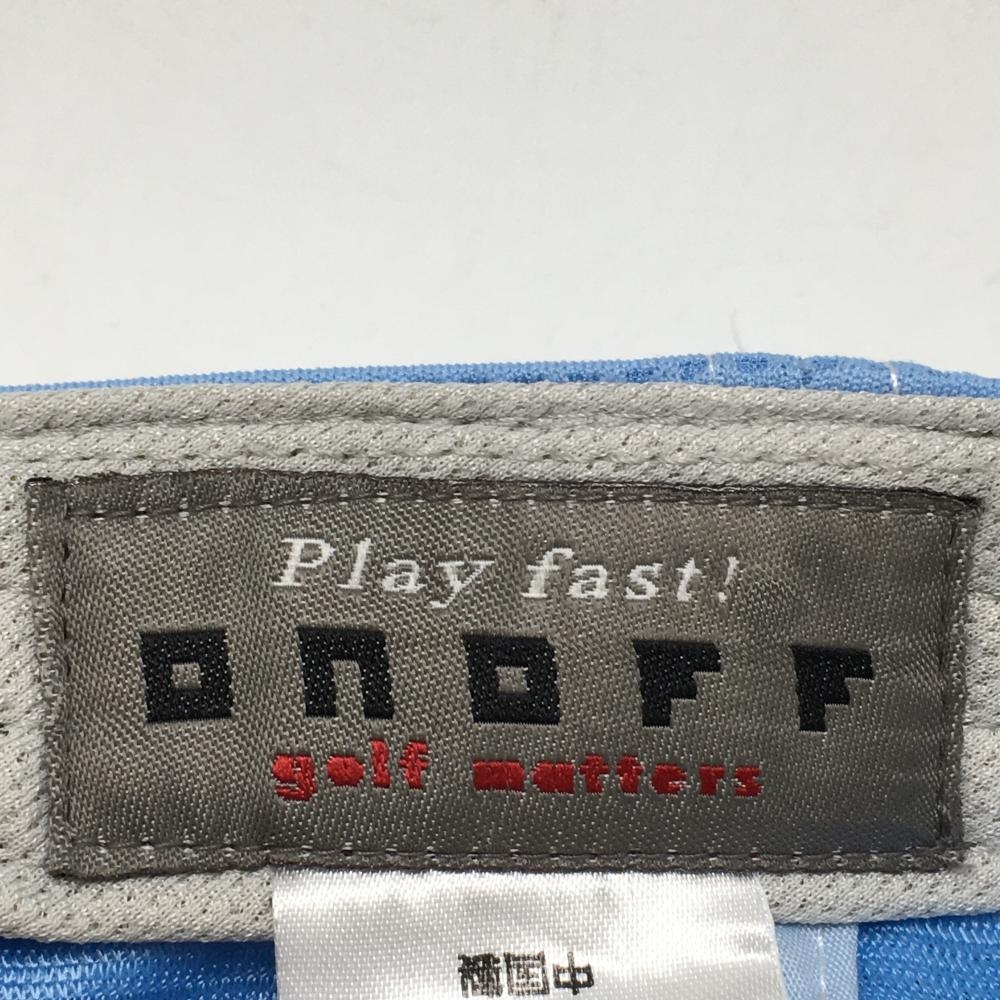 Play fast!
ONOFF
golf matters